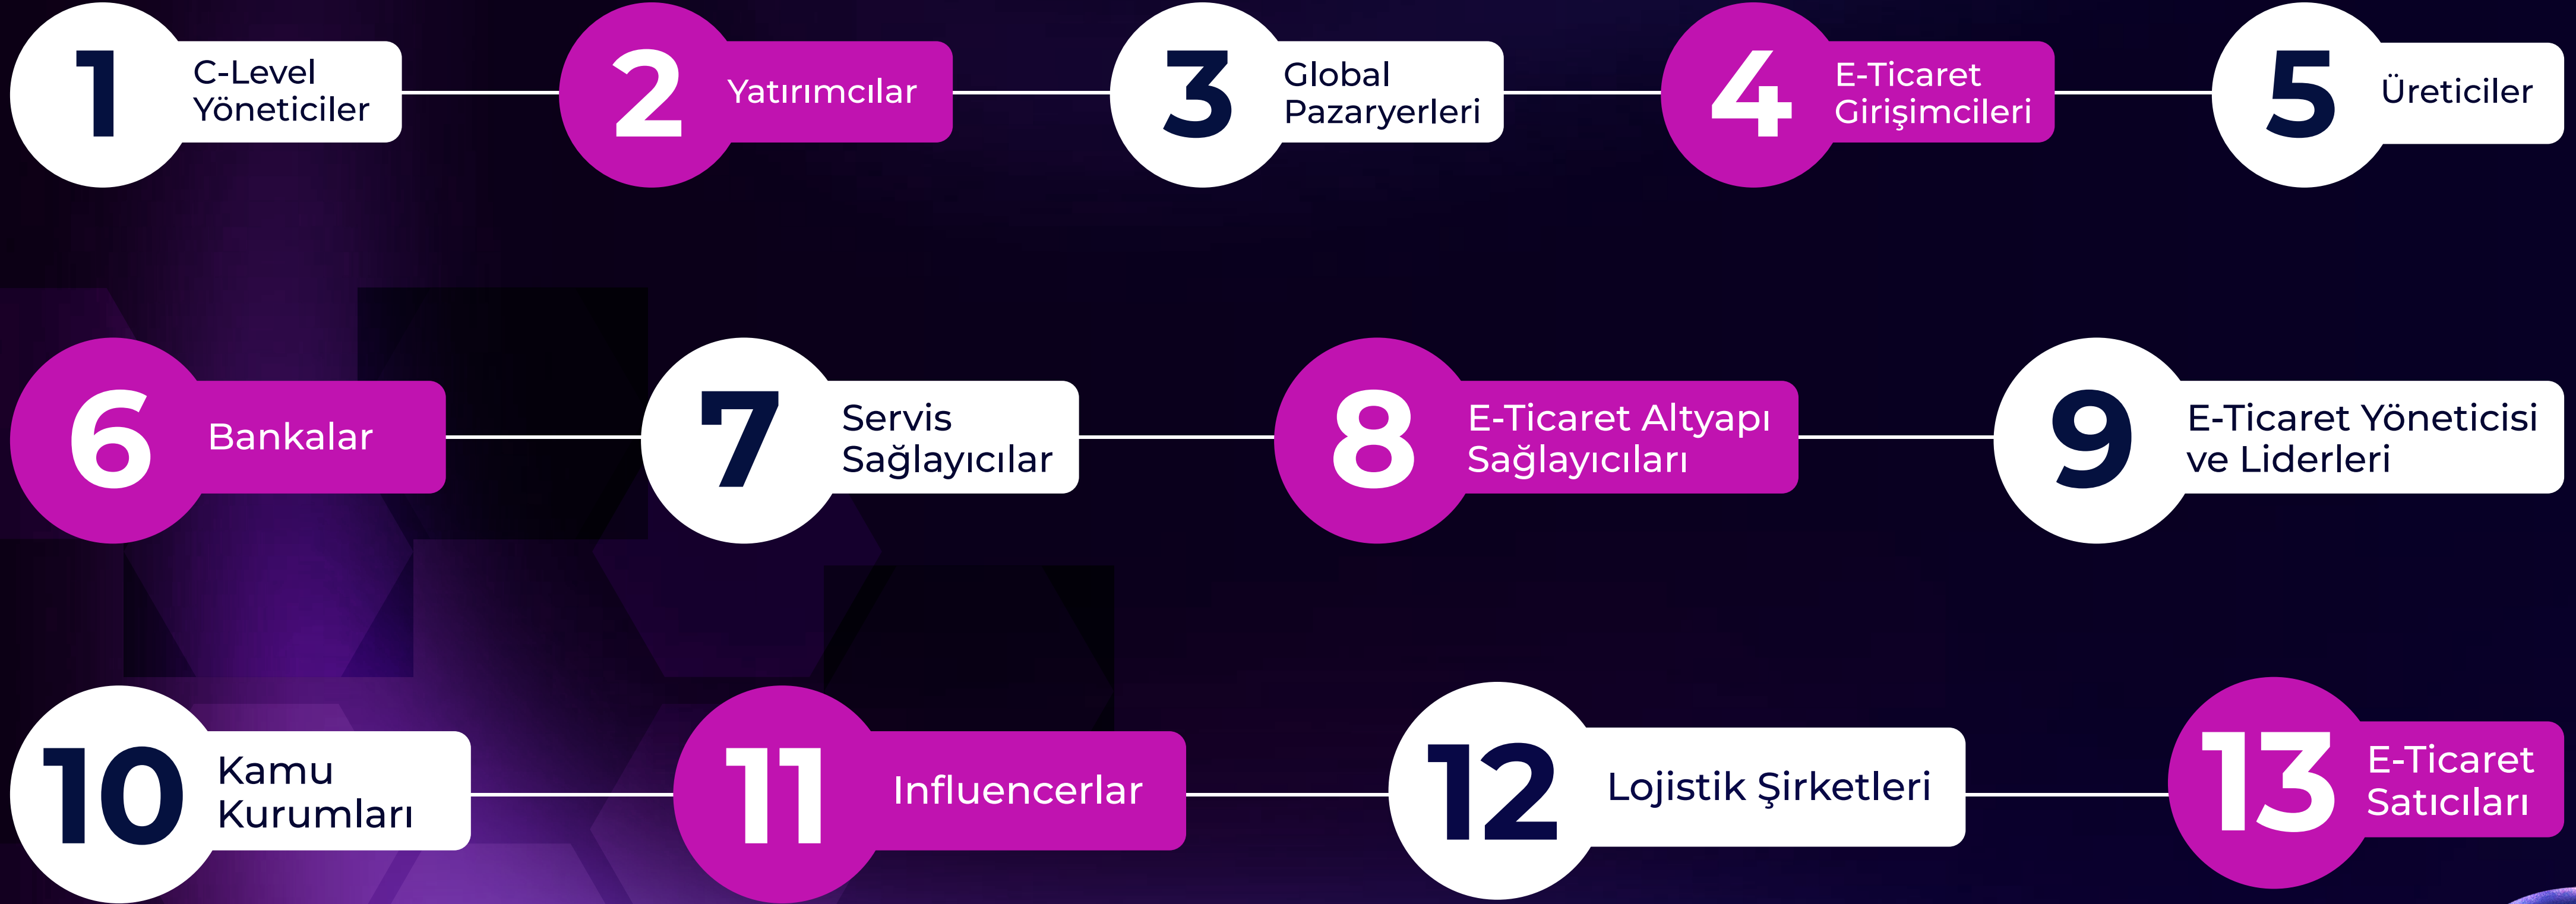 1
C-Level
Yöneticiler
2
Yatırımcılar
3
Global
Pazaryerleri
4
E-Ticaret
Girişimcileri
5
Üreticiler
6
Bankalar
7
Servis
Sağlayıcılar
8
E-Ticaret Altyapı
Sağlayıcıları
9
E-Ticaret Yöneticisi
ve Liderleri
10
Kamu
Kurumları
11
Influencerlar
12
Lojistik Şirketleri
13
E-Ticaret
Satıcıları